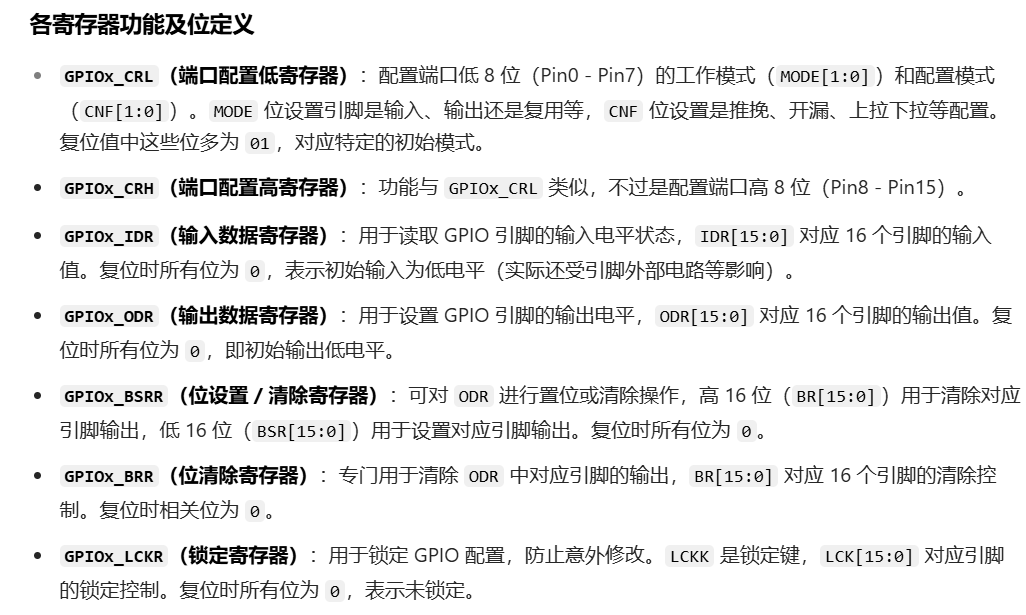 各寄存器功能及位定义
• GPIOx_CRL（端口配置低寄存器）：配置端口低 8 位（Pin0 - Pin7）的工作模式（MODE[1:0]）和配置模式
（CNF[1:0]）。MODE 位设置引脚是输入、输出还是复用等，CNF 位设置是推挽、开漏、上拉下拉等配置。
复位值中这些位多为 01，对应特定的初始模式。
• GPIOx_CRH（端口配置高寄存器）：功能与 GPIOx_CRL 类似，不过是配置端口高 8 位（Pin8 - Pin15）。
• GPIOx_IDR（输入数据寄存器）：用于读取 GPIO 引脚的输入电平状态，IDR[15:0] 对应 16 个引脚的输入
值。复位时所有位为 0，表示初始输入为低电平（实际还受引脚外部电路等影响）。
• GPIOx_ODR（输出数据寄存器）：用于设置 GPIO 引脚的输出电平，ODR[15:0] 对应 16 个引脚的输出值。复
位时所有位为 0，即初始输出低电平。
• GPIOx_BSRR（位设置 / 清除寄存器）：可对 ODR 进行置位或清除操作，高 16 位（BR[15:0]）用于清除对应
引脚输出，低 16 位（BSR[15:0]）用于设置对应引脚输出。复位时所有位为 0。
• GPIOx_BRR（位清除寄存器）：专门用于清除 ODR 中对应引脚的输出，BR[15:0] 对应 16 个引脚的清除控
制。复位时相关位为 0。
• GPIOx_LCKR（锁定寄存器）：用于锁定 GPIO 配置，防止意外修改。LCKK 是锁定键，LCK[15:0] 对应引脚
的锁定控制。复位时所有位为 0，表示未锁定。